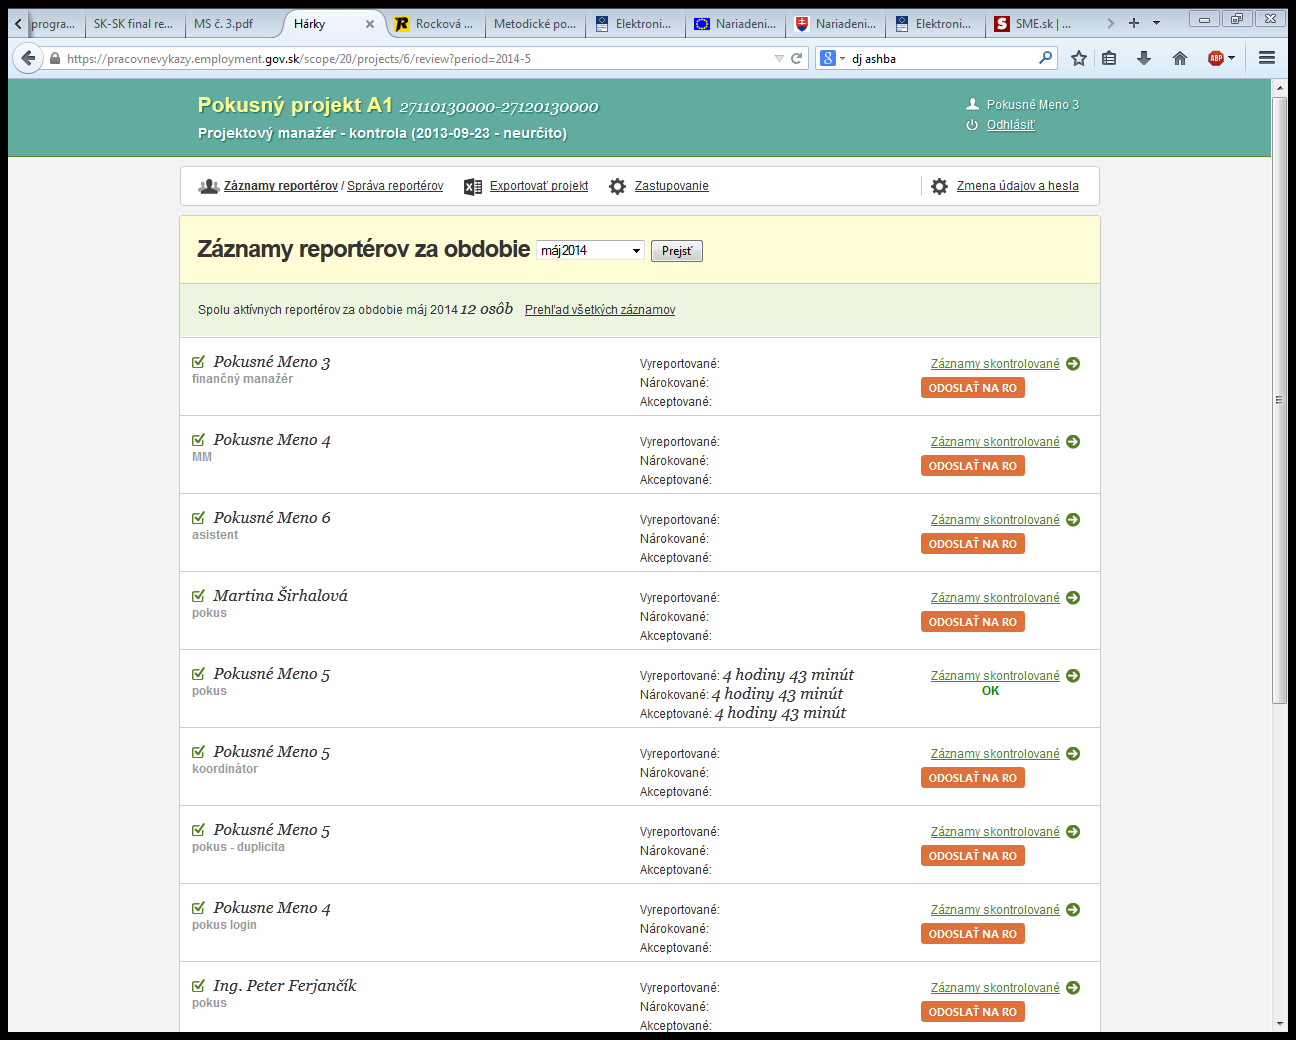 progra...
SK-SK final re...
MS č. 3.pdf
Hárky
Rocková ...
Metodické po...
Elektroni...
Nariadeni...
Nariadeni...
Elektroni...
SME.sk | ...
https://pracovnevykazy.employment.gov.sk/scope/20/projects/6/review?period=2014-5
dj ashba
ABP
Pokusný projekt A1 27110130000-27120130000
Projektový manažér - kontrola (2013-09-23 - neurčito)
Pokusné Meno 3
Odhlásiť
Záznamy reportérov / Správa reportérov
Exportovať projekt
Zastupovanie
Zmena údajov a hesla
Záznamy reportérov za obdobie máj2014 Prejsť
Spolu aktívnych reportérov za obdobie máj 2014 12 osôb Prehľad všetkých záznamov
Pokusné Meno 3
finančný manažér
Vyreportované:
Nárokované:
Akceptované:
Záznamy skontrolované
ODOSLAŤ NA RO
Pokusne Meno 4
MM
Vyreportované:
Nárokované:
Akceptované:
Záznamy skontrolované
ODOSLAŤ NA RO
Pokusné Meno 6
asistent
Vyreportované:
Nárokované:
Akceptované:
Záznamy skontrolované
ODOSLAŤ NA RO
Martina Širhalová
pokus
Vyreportované:
Nárokované:
Akceptované:
Záznamy skontrolované
ODOSLAŤ NA RO
Pokusné Meno 5
pokus
Vyreportované: 4 hodiny 43 minút
Nárokované: 4 hodiny 43 minút
Akceptované: 4 hodiny 43 minút
Záznamy skontrolované
OK
Pokusné Meno 5
koordinátor
Vyreportované:
Nárokované:
Akceptované:
Záznamy skontrolované
ODOSLAŤ NA RO
Pokusné Meno 5
pokus - duplicita
Vyreportované:
Nárokované:
Akceptované:
Záznamy skontrolované
ODOSLAŤ NA RO
Pokusne Meno 4
pokus login
Vyreportované:
Nárokované:
Akceptované:
Záznamy skontrolované
ODOSLAŤ NA RO
Ing. Peter Ferjančík
pokus
Vyreportované:
Nárokované:
Akceptované:
Záznamy skontrolované
ODOSLAŤ NA RO